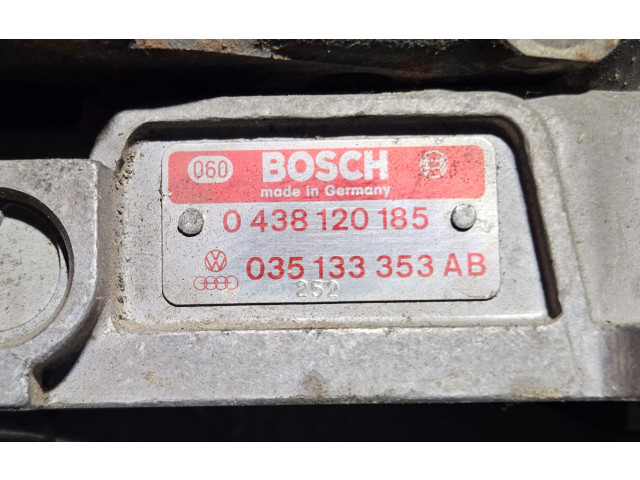 060 BOSCH
made in Germany
0 438 120 185
035 133 353 AB
252